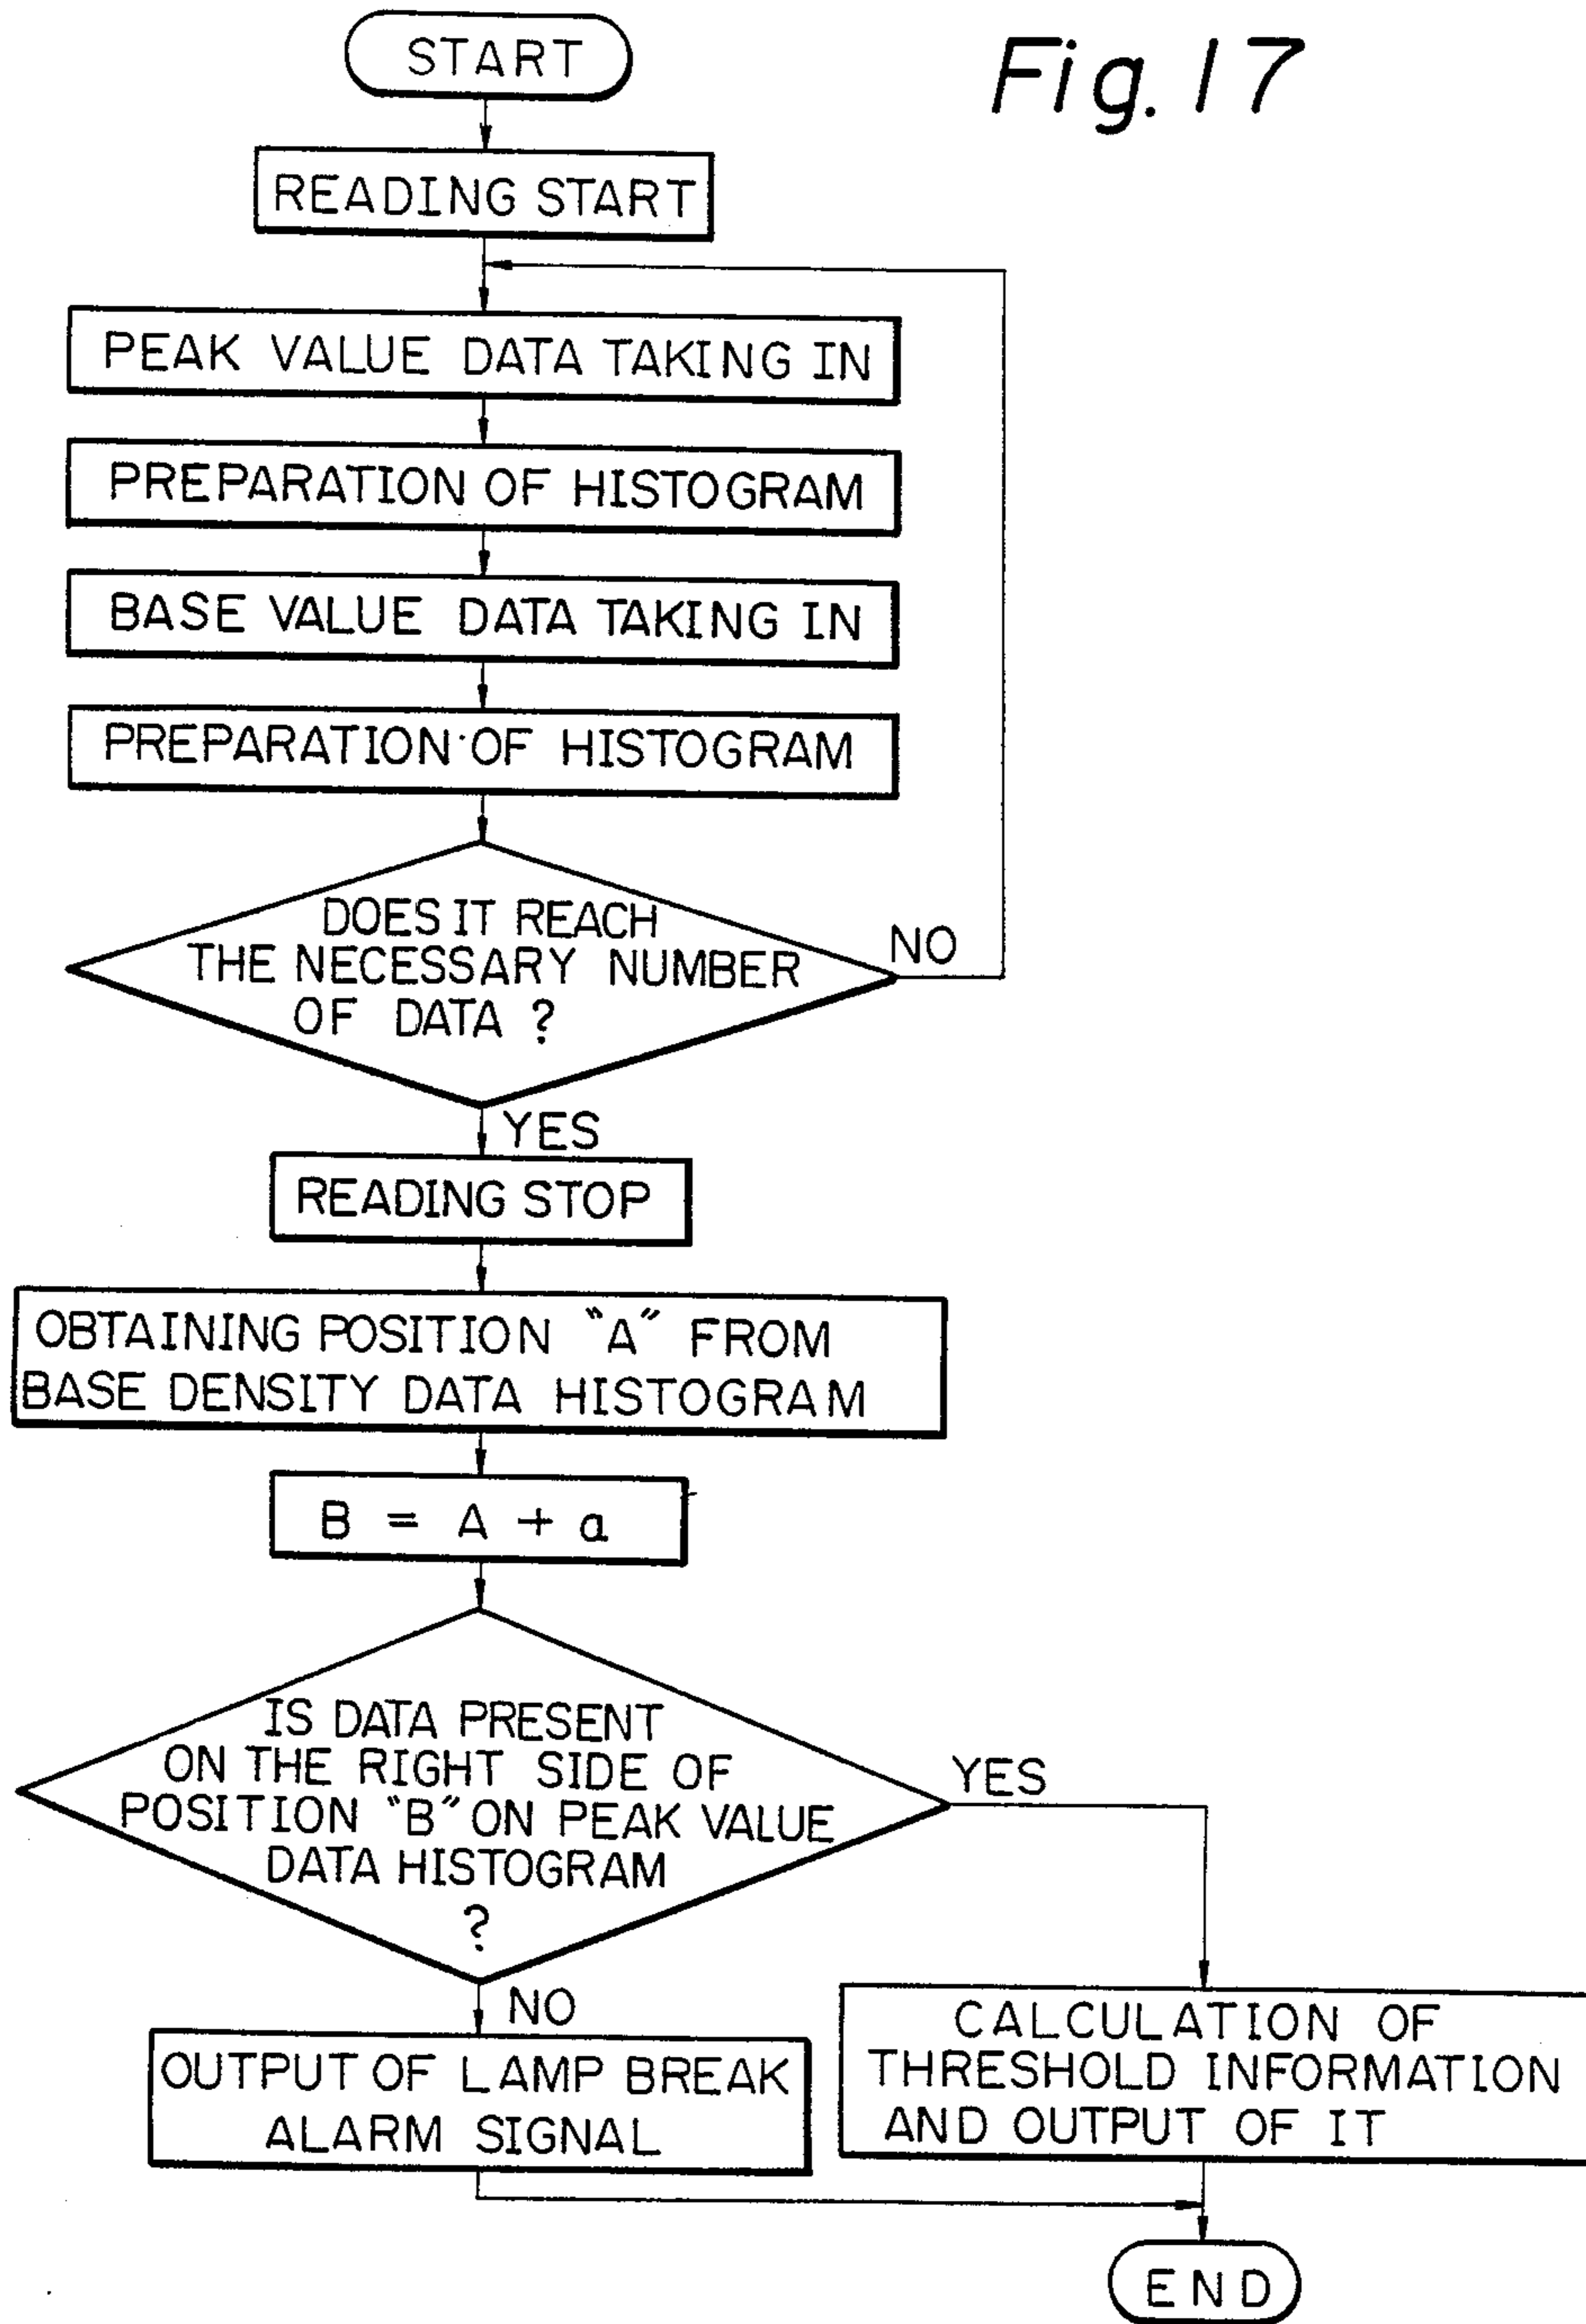 Fig. 17
START
READING START
PEAK VALUE DATA TAKING IN
PREPARATION OF HISTOGRAM
BASE VALUE DATA TAKING IN
PREPARATION OF HISTOGRAM
DOES IT REACH
THE NECESSARY NUMBER
OF DATA ?
NO
YES
READING STOP
OBTAINING POSITION "A" FROM
BASE DENSITY DATA HISTOGRAM
B = A + a
IS DATA PRESENT
ON THE RIGHT SIDE OF
POSITION "B" ON PEAK VALUE
DATA HISTOGRAM
?
YES
NO
OUTPUT OF LAMP BREAK
ALARM SIGNAL
CALCULATION OF
THRESHOLD INFORMATION
AND OUTPUT OF IT
END